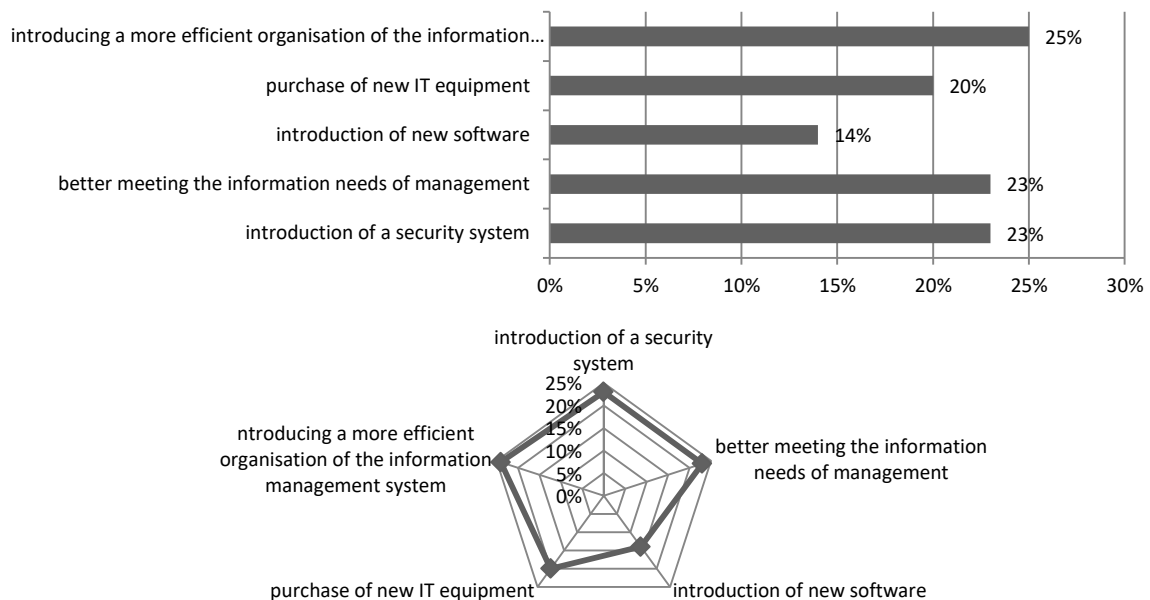 introducing a more efficient organisation of the information... 25%
purchase of new IT equipment 20%
introduction of new software 14%
better meeting the information needs of management 23%
introduction of a security system 23%
0% 5% 10% 15% 20% 25% 30%
introduction of a security
system
25%
20%
15%
10%
5%
0%
ntroducing a more efficient
organisation of the information
management system
better meeting the information
needs of management
purchase of new IT equipment
introduction of new software